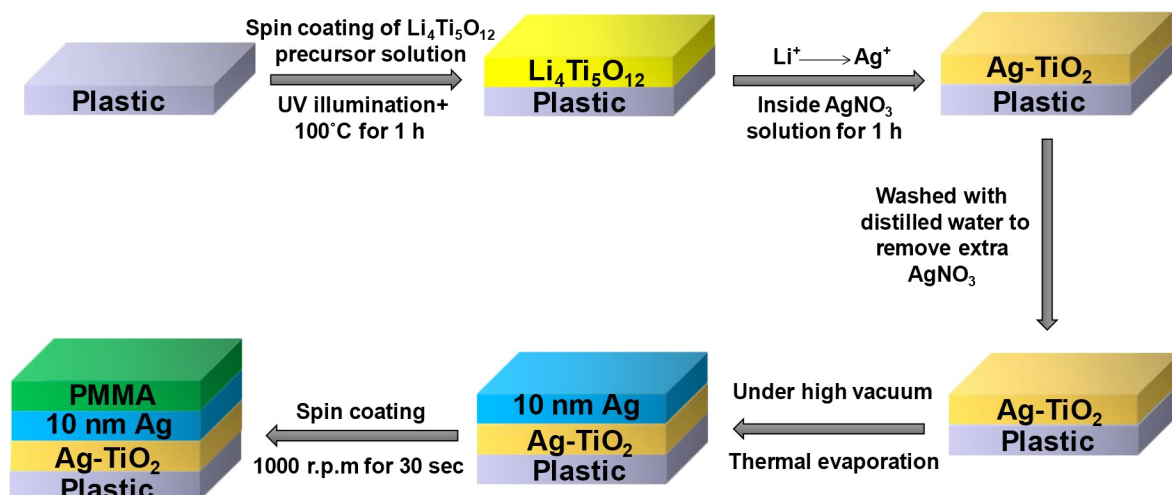 Plastic
Spin coating of Li₄Ti₅O₁₂
precursor solution
UV illumination+
100˚C for 1 h
Li₄Ti₅O₁₂
Plastic
Li⁺ ⟶ Ag⁺
Inside AgNO₃
solution for 1 h
Ag-TiO₂
Plastic
Washed with
distilled water to
remove extra
AgNO₃
Ag-TiO₂
Plastic
Under high vacuum
Thermal evaporation
10 nm Ag
Ag-TiO₂
Plastic
Spin coating
1000 r.p.m for 30 sec
PMMA
10 nm Ag
Ag-TiO₂
Plastic